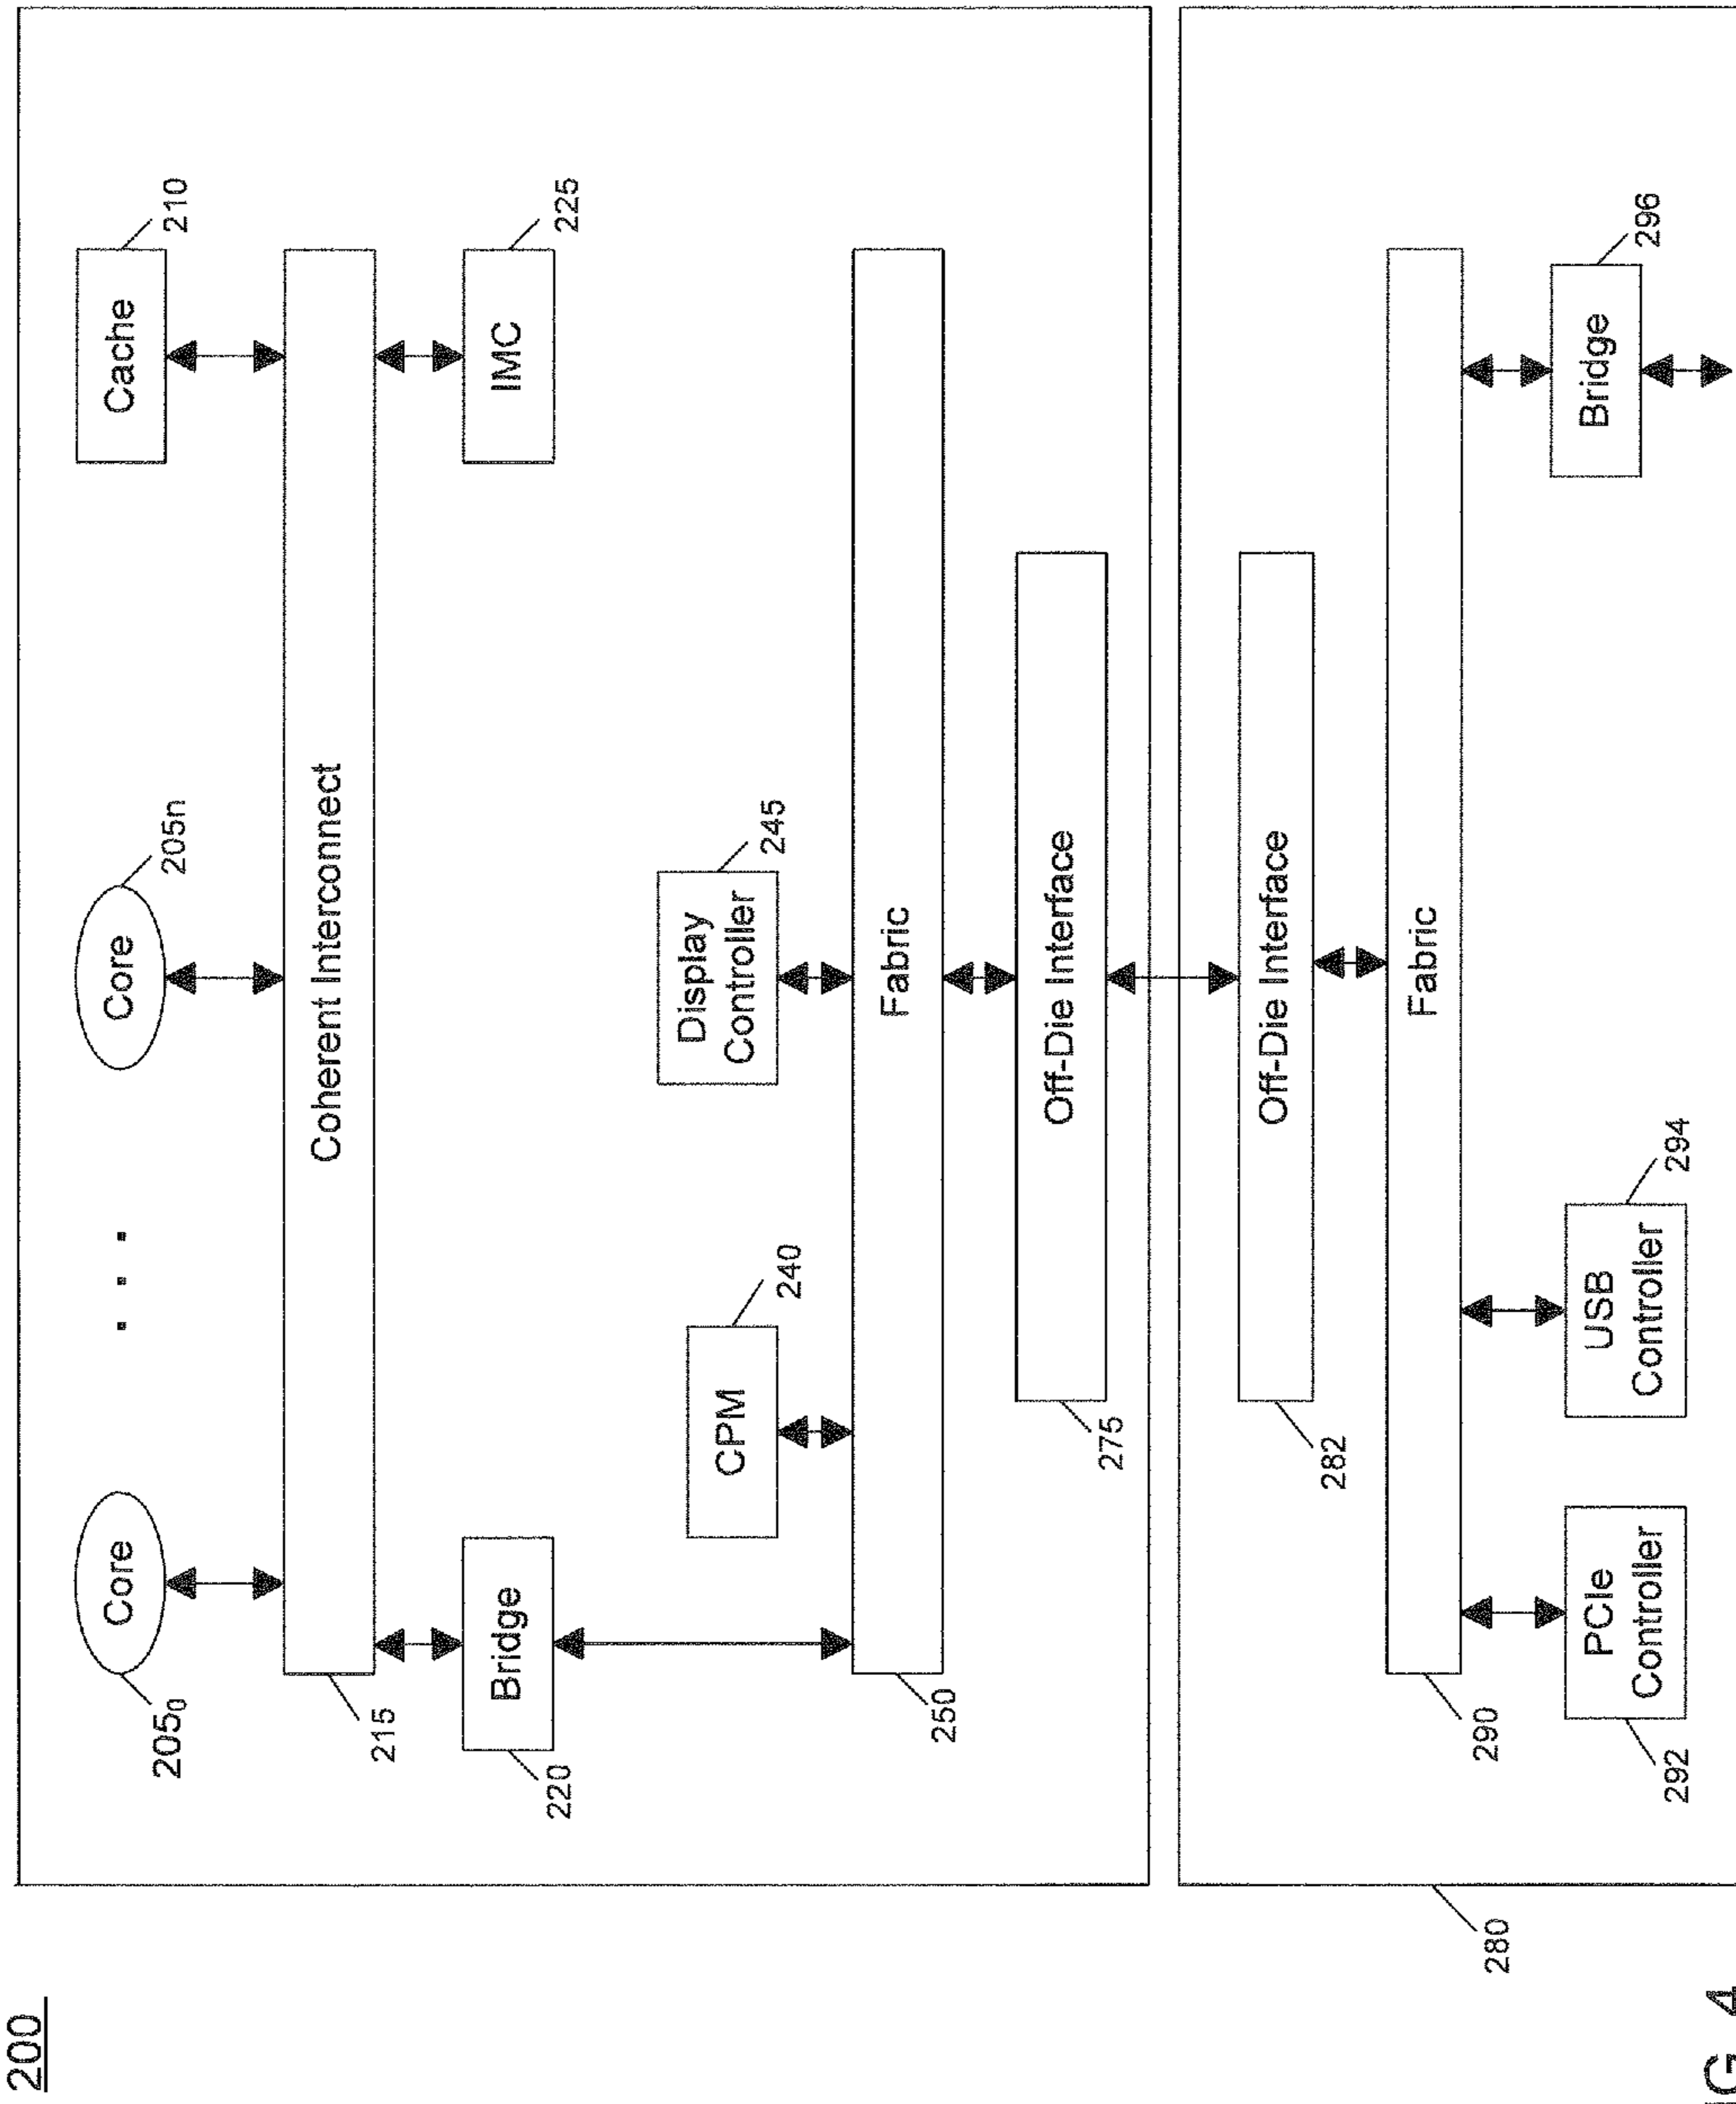 200
Core
Core
Cache
205₀
. . .
205n
210
Coherent Interconnect
215
Bridge
IMC
220
225
CPM
Display
Controller
240
245
Fabric
250
Off-Die Interface
275
Off-Die Interface
282
Fabric
290
PCIe
Controller
USB
Controller
Bridge
292
294
296
280
4